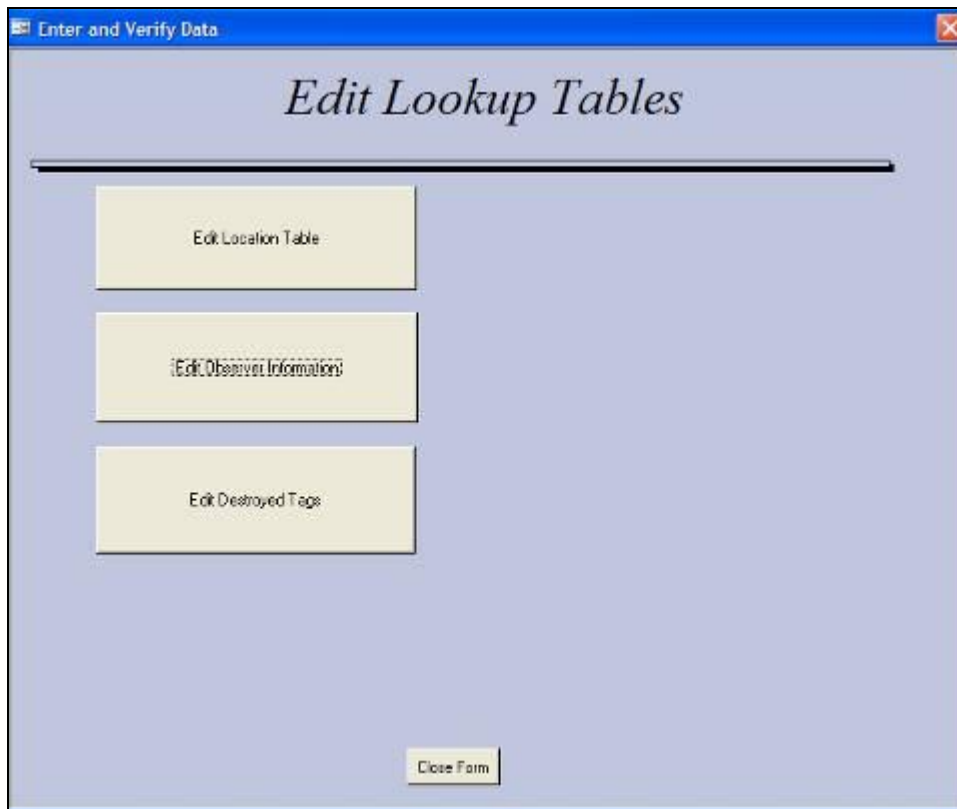 Enter and Verify Data
Edit Lookup Tables
Edit Location Table
Edit Observer Information
Edit Destroyed Tags
Close Form